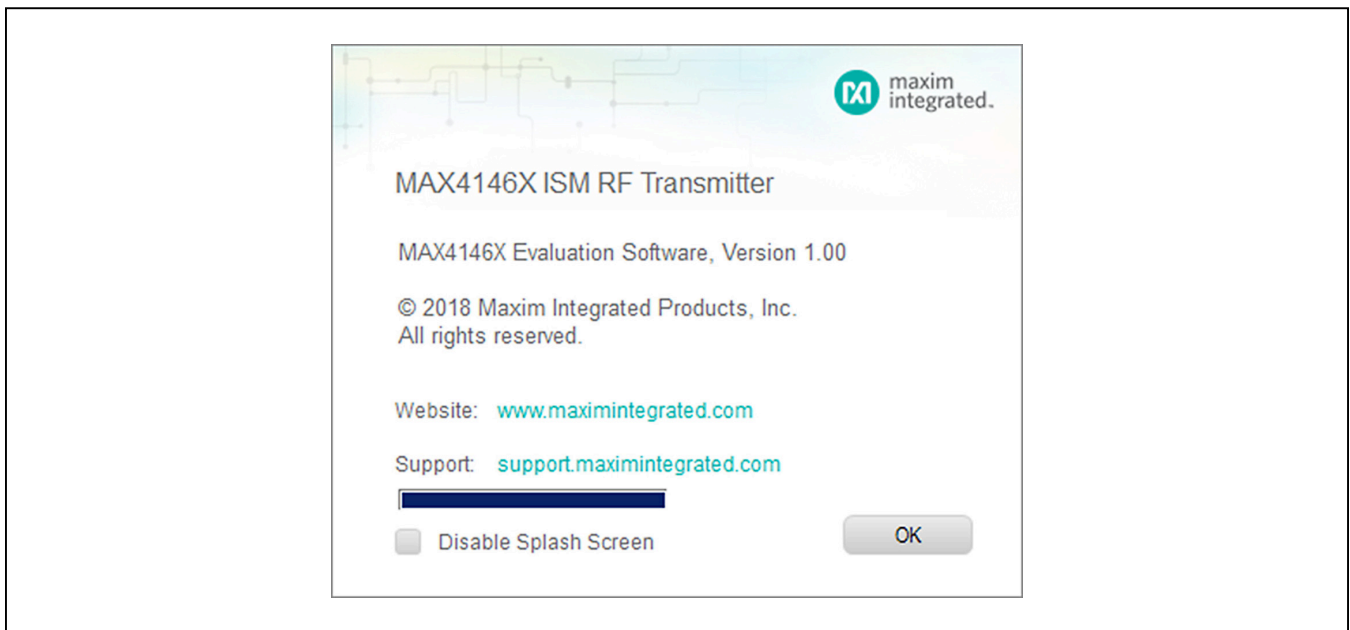 maxim
integrated™
MAX4146X ISM RF Transmitter
MAX4146X Evaluation Software, Version 1.00
© 2018 Maxim Integrated Products, Inc.
All rights reserved.
Website: www.maximintegrated.com
Support: support.maximintegrated.com
Disable Splash Screen
OK